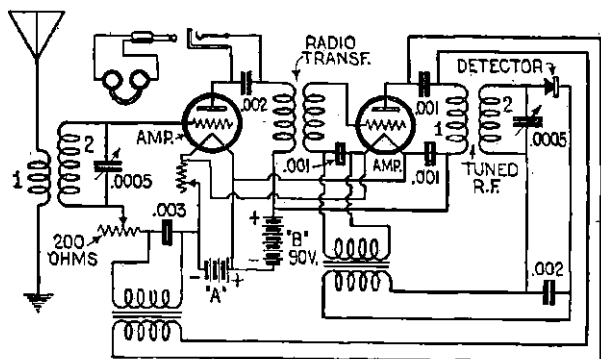 RADIO
TRANSF.
DETECTOR
.002
.001
AMP.
2
1
2
1
.0005
.001
AMP.
.001
.0005
TUNED
R.F.
.003
200
OHMS
+
"B"
90V.
-
- "A" +
.002